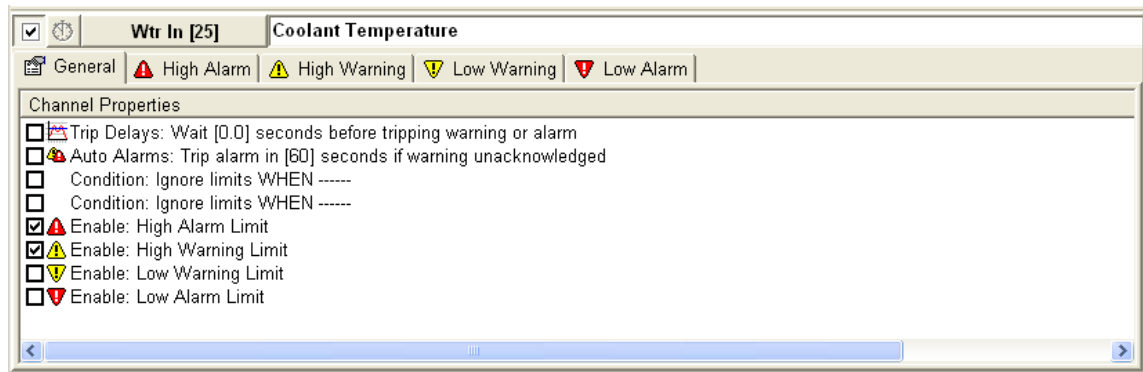 Wtr In [25] Coolant Temperature
General High Alarm High Warning Low Warning Low Alarm
Channel Properties
Trip Delays: Wait [0.0] seconds before tripping warning or alarm
Auto Alarms: Trip alarm in [60] seconds if warning unacknowledged
Condition: Ignore limits WHEN ------
Condition: Ignore limits WHEN ------
Enable: High Alarm Limit
Enable: High Warning Limit
Enable: Low Warning Limit
Enable: Low Alarm Limit